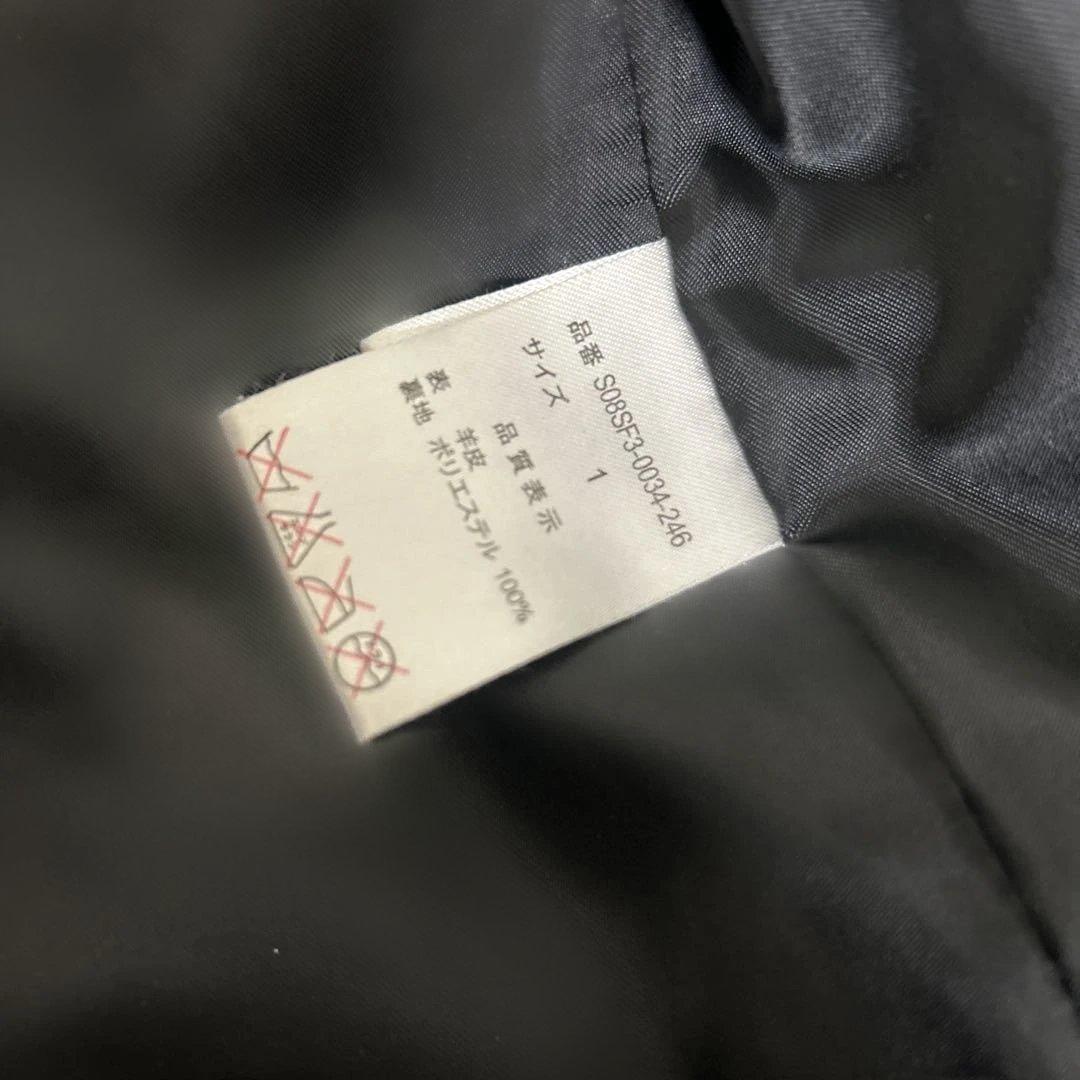 品番 S08SF3-0034-246
サイズ 1
品質表示
表 羊皮
裏地 ポリエステル 100%